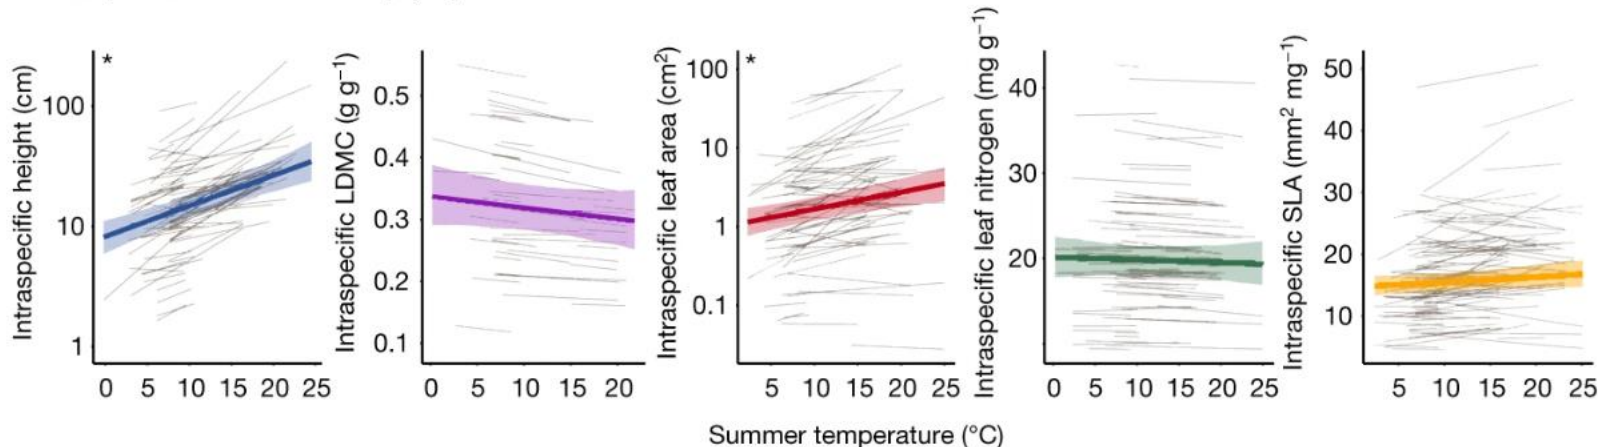 Intraspecific height (cm)
*
100
10
1
0 5 10 15 20 25
Intraspecific LDMC (g g⁻¹)
0.5
0.4
0.3
0.2
0.1
0 5 10 15 20
Intraspecific leaf area (cm²)
*
100
10
1
0.1
5 10 15 20 25
Intraspecific leaf nitrogen (mg g⁻¹)
40
30
20
0 5 10 15 20 25
Intraspecific SLA (mm² mg⁻¹)
50
40
30
20
10
5 10 15 20 25
Summer temperature (°C)